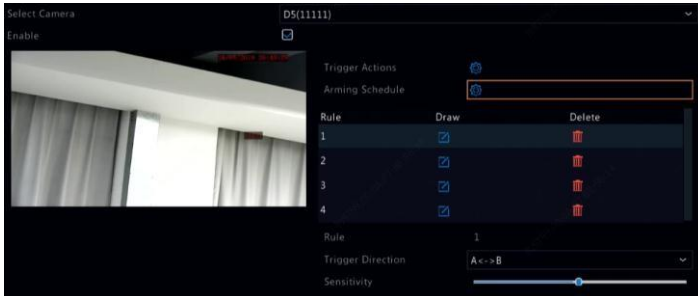 Select Camera D5(11111)
Enable
Trigger Actions
Arming Schedule
Rule Draw Delete
1
2
3
4
Rule 1
Trigger Direction A<->B
Sensitivity